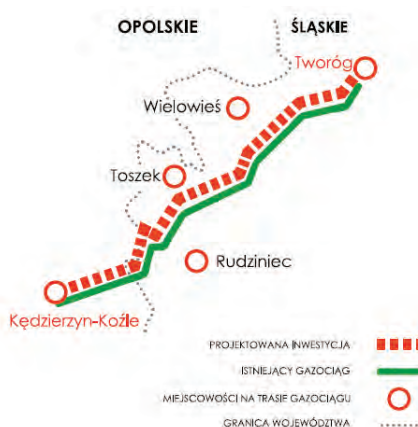 OPOLSKIE
ŚLĄSKIE
Tworóg
Wielowieś
Toszek
Rudziniec
Kędzierzyn-Koźle
PROJEKTOWANA INWESTYCJA
ISTNIEJĄCY GAZOCIĄG
MIEJSCOWOŚCI NA TRASIE GAZOCIĄGU
GRANICA WOJEWÓDZTWA